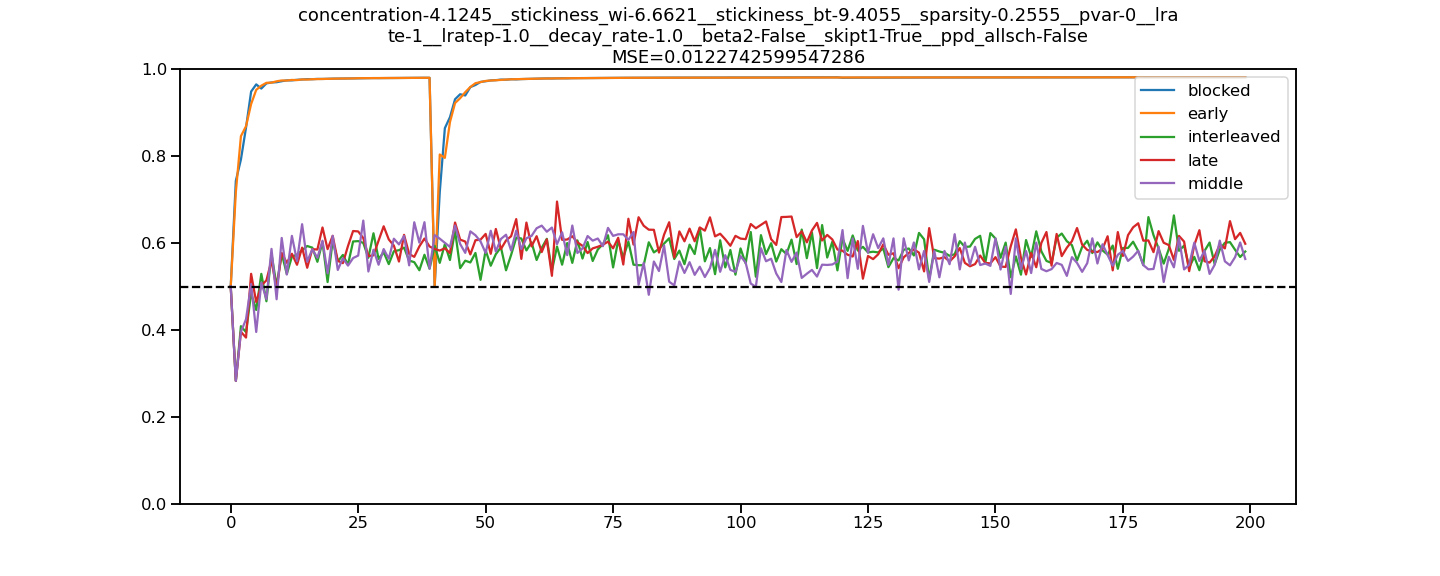 concentration-4.1245__stickiness_wi-6.6621__stickiness_bt-9.4055__sparsity-0.2555__pvar-0__lra
te-1__lratep-1.0__decay_rate-1.0__beta2-False__skipt1-True__ppd_allsch-False
MSE=0.0122742599547286
1.0
0.8
0.6
0.4
0.2
0.0
blocked
early
interleaved
late
middle
0 25 50 75 100 125 150 175 200